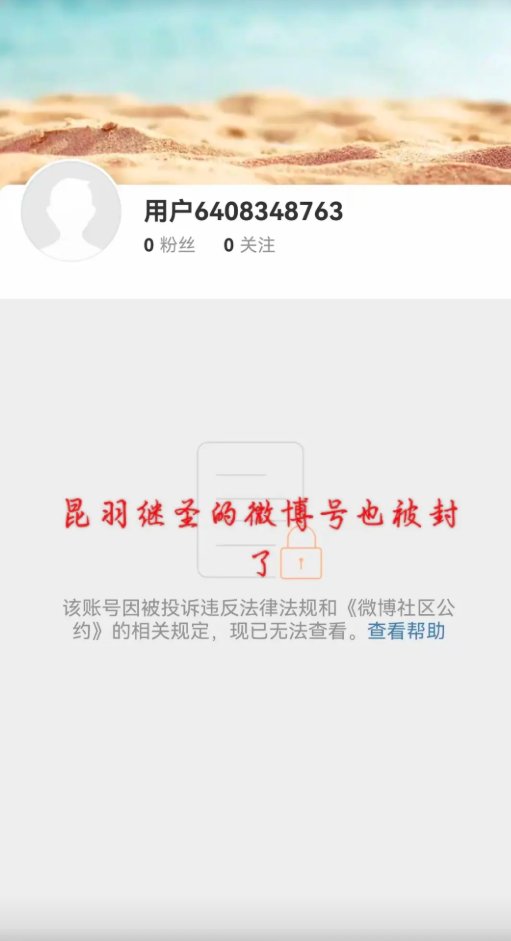 用户6408348763
0 粉丝 0 关注
昆羽继圣的微博号也被封
了
该账号因被投诉违反法律法规和《微博社区公
约》的相关规定，现已无法查看。查看帮助